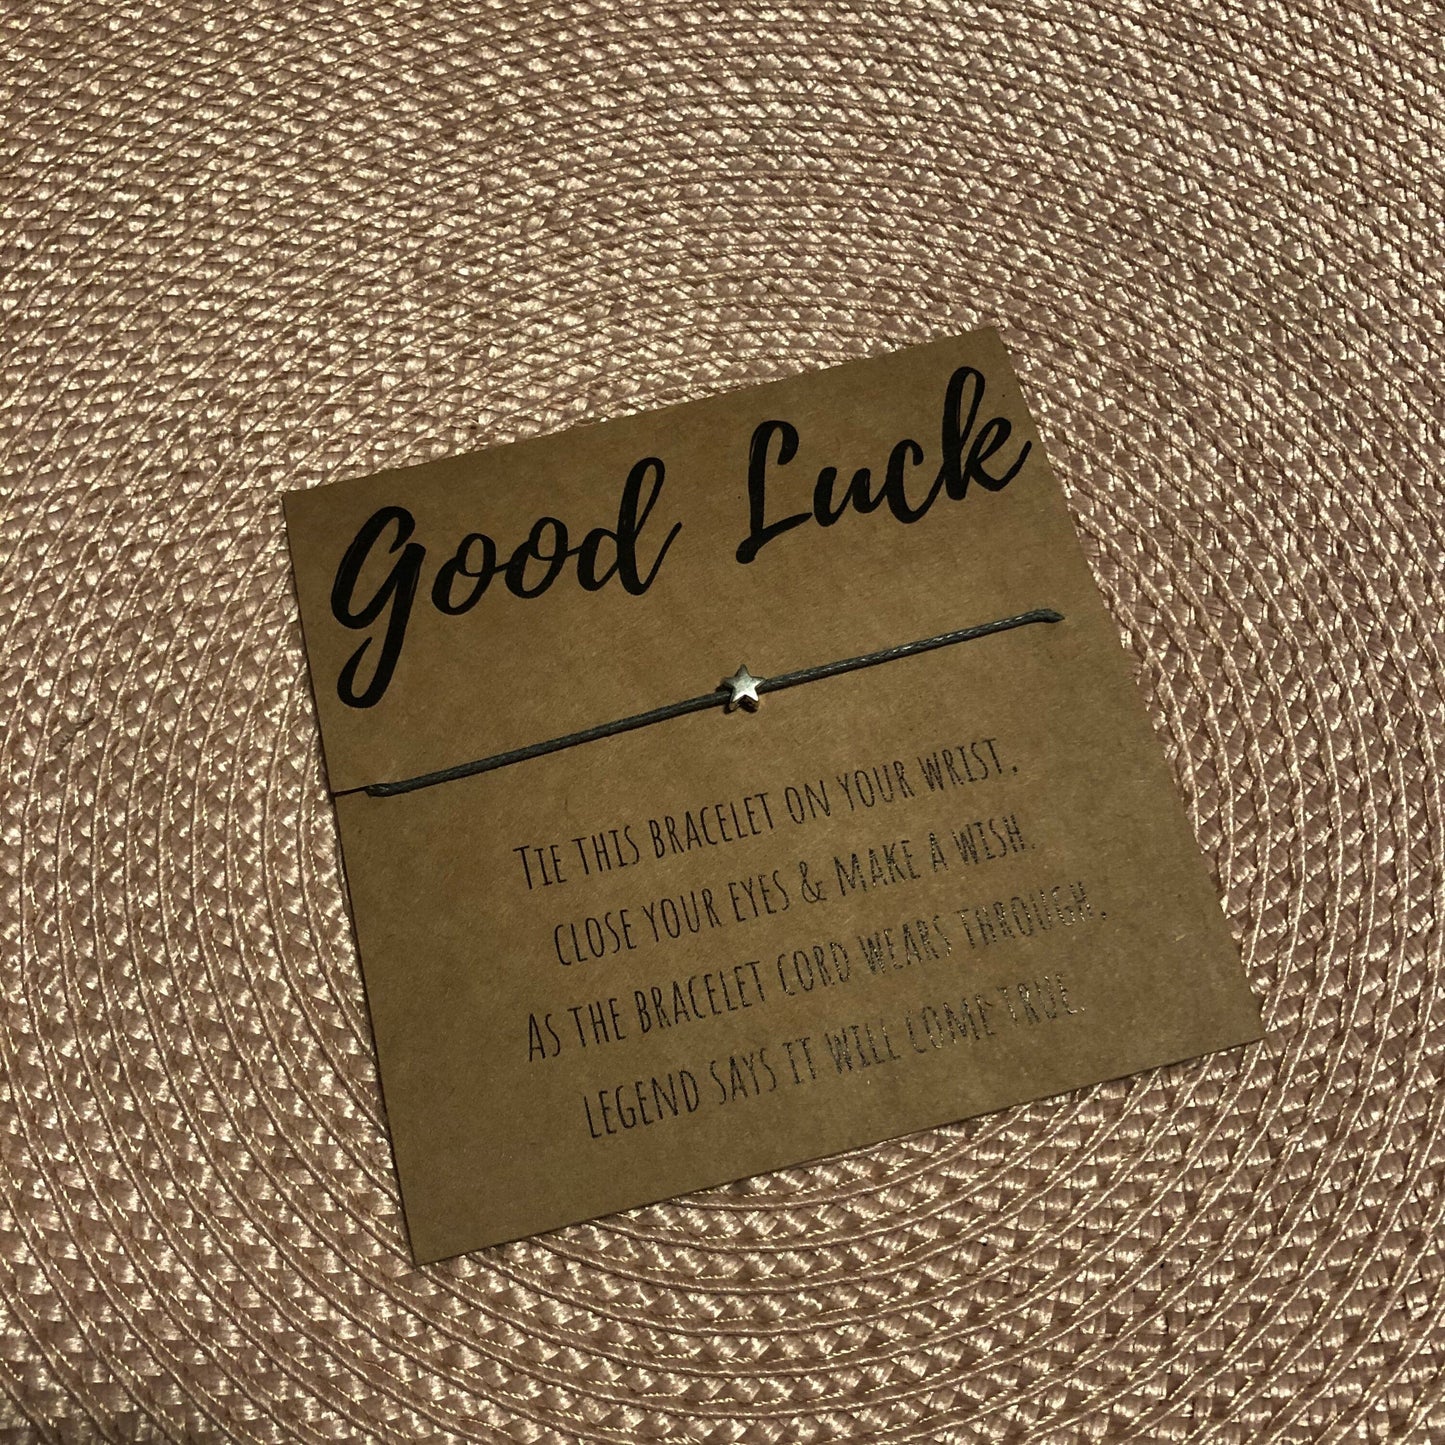 Good Luck
TIE THIS BRACELET ON YOUR WRIST,
CLOSE YOUR EYES & MAKE A WISH.
AS THE BRACELET CORD WEARS THROUGH,
LEGEND SAYS IT WILL COME TRUE.